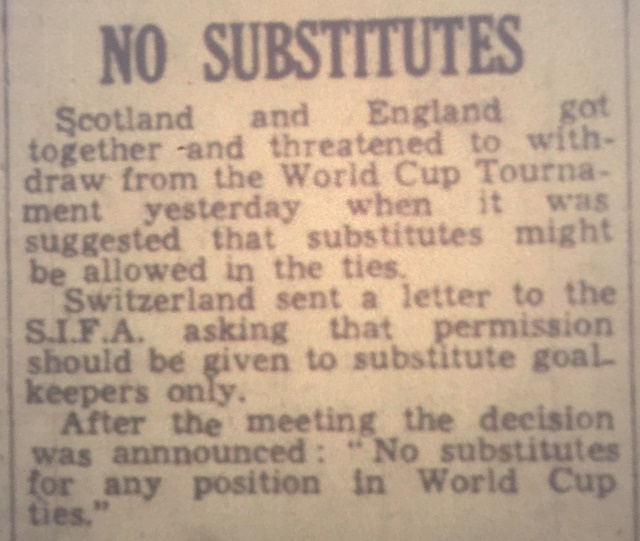 NO SUBSTITUTES
Scotland and England got
together and threatened to with-
draw from the World Cup Tourna-
ment yesterday when it was
suggested that substitutes might
be allowed in the ties.
Switzerland sent a letter to the
S.I.F.A. asking that permission
should be given to substitute goal-
keepers only.
After the meeting the decision
was annnounced: "No substitutes
for any position in World Cup
ties."